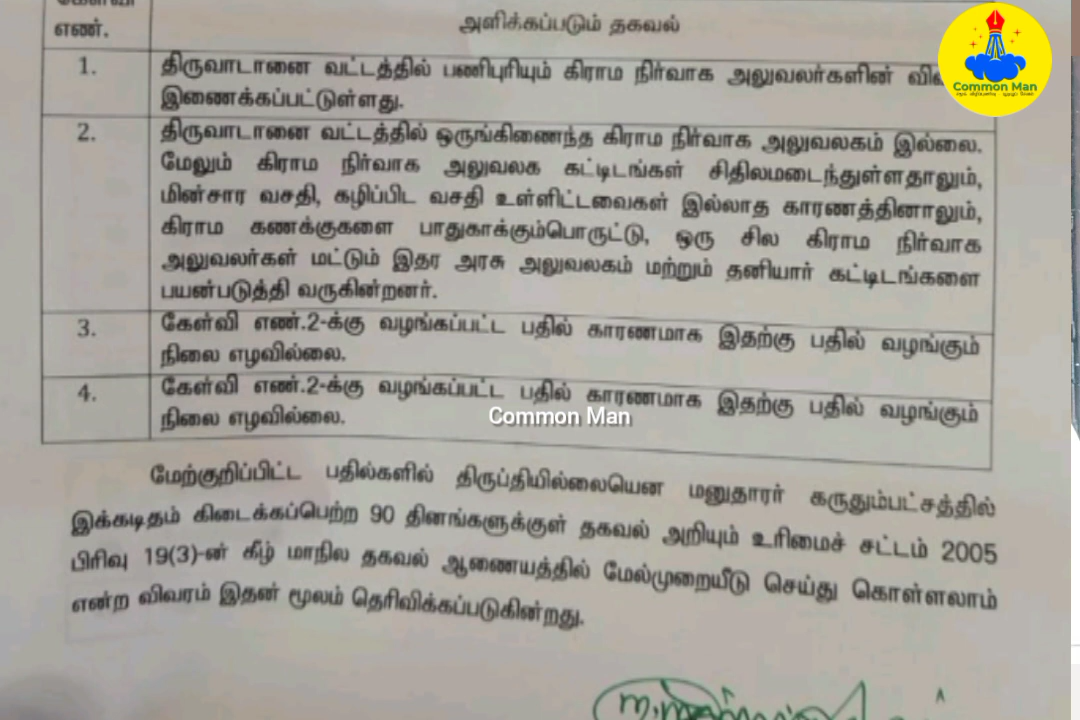 எண்.
அளிக்கப்படும் தகவல்
Common Man
1.
திருவாடானை வட்டத்தில் பணிபுரியும் கிராம நிர்வாக அலுவலர்களின்
இணைக்கப்பட்டுள்ளது.
2.
திருவாடானை வட்டத்தில் ஒருங்கிணைந்த கிராம நிர்வாக அலுவலகம் இல்லை.
மேலும் கிராம நிர்வாக அலுவலக கட்டிடங்கள் சிதிலமடைந்துள்ளதாலும்,
மின்சார வசதி, கழிப்பிட வசதி உள்ளிட்டவைகள் இல்லாத காரணத்தினாலும்,
கிராம கணக்குகளை பாதுகாக்கும்பொருட்டு, ஒரு சில கிராம நிர்வாக
அலுவலர்கள் மட்டும் இதர அரசு அலுவலகம் மற்றும் தனியார் கட்டிடங்களை
பயன்படுத்தி வருகின்றனர்.
3.
கேள்வி எண்.2-க்கு வழங்கப்பட்ட பதில் காரணமாக இதற்கு பதில் வழங்கும்
நிலை எழவில்லை.
4.
கேள்வி எண்.2-க்கு வழங்கப்பட்ட பதில் காரணமாக இதற்கு பதில் வழங்கும்
நிலை எழவில்லை.
Common Man
மேற்குறிப்பிட்ட பதில்களில் திருப்தியில்லையென மனுதாரர் கருதும்பட்சத்தில்
இக்கடிதம் கிடைக்கப்பெற்ற 90 தினங்களுக்குள் தகவல் அறியும் உரிமைச் சட்டம் 2005
பிரிவு 19(3)-ன் கீழ் மாநில தகவல் ஆணையத்தில் மேல்முறையீடு செய்து கொள்ளலாம்
என்ற விவரம் இதன் மூலம் தெரிவிக்கப்படுகின்றது.